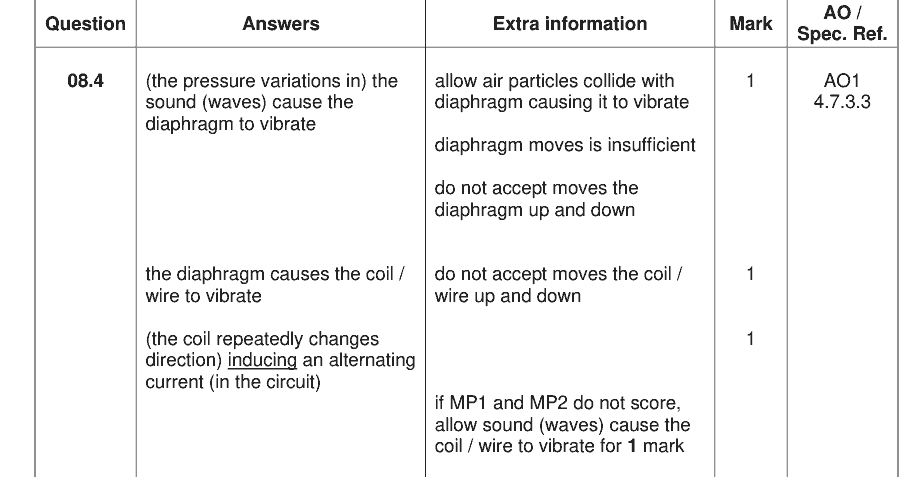 Question Answers Extra information Mark AO /
Spec. Ref.
08.4 (the pressure variations in) the allow air particles collide with 1 AO1
sound (waves) cause the diaphragm causing it to vibrate 4.7.3.3
diaphragm to vibrate
diaphragm moves is insufficient
do not accept moves the
diaphragm up and down
the diaphragm causes the coil / do not accept moves the coil / 1
wire to vibrate wire up and down
(the coil repeatedly changes 1
direction) inducing an alternating
current (in the circuit)
if MP1 and MP2 do not score,
allow sound (waves) cause the
coil / wire to vibrate for 1 mark